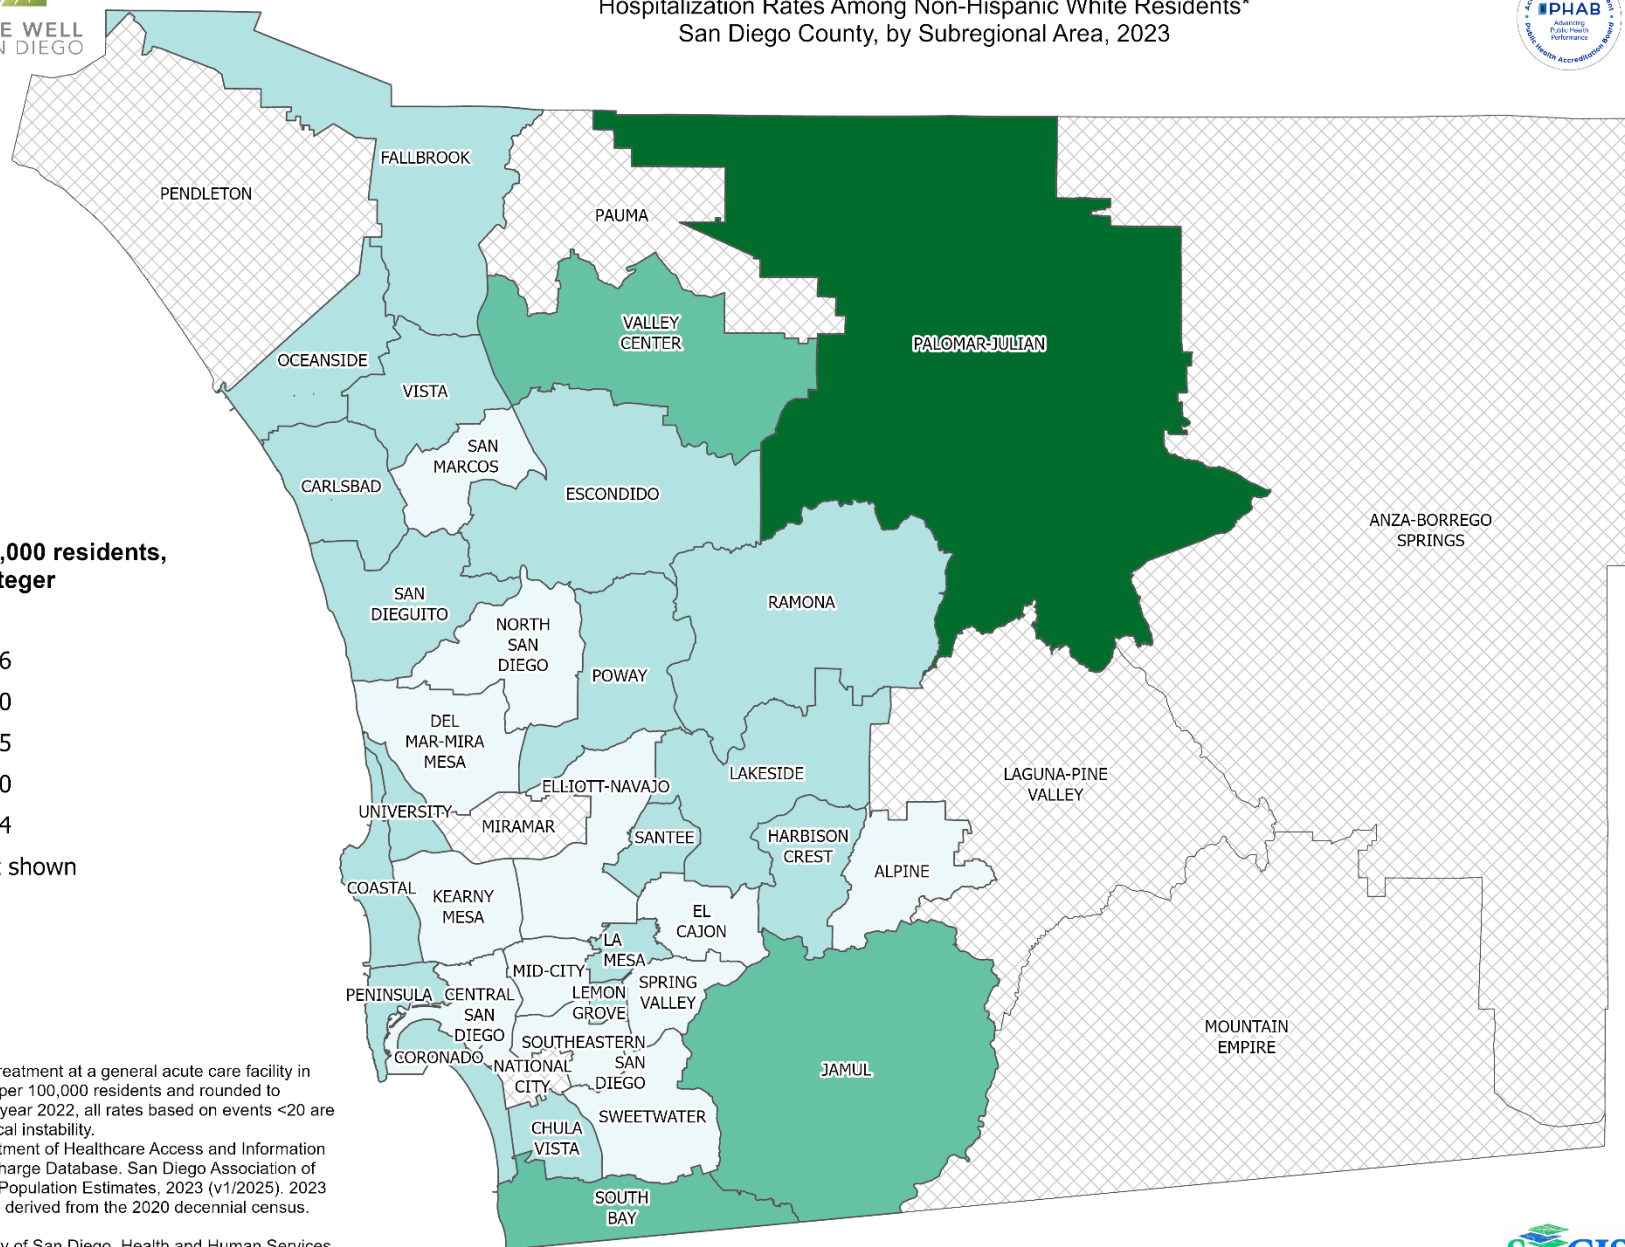 E WELL
N DIEGO
Hospitalization Rates Among Non-Hispanic White Residents*
San Diego County, by Subregional Area, 2023
PHAB
Advancing
Public Health
Performance
Public Health Accreditation Board
FALLBROOK
PENDLETON
PAUMA
VALLEY
CENTER
PALOMAR-JULIAN
OCEANSIDE
VISTA
SAN
MARCOS
CARLSBAD
ESCONDIDO
ANZA-BORREGO
SPRINGS
,000 residents,
teger
6
0
5
0
4
t shown
SAN
DIEGUITO
RAMONA
NORTH
SAN
DIEGO
POWAY
DEL
MAR-MIRA
MESA
LAKESIDE
LAGUNA-PINE
VALLEY
ELLIOTT-NAVAJO
UNIVERSITY
MIRAMAR
SANTEE
HARBISON
CREST
ALPINE
COASTAL
KEARNY
MESA
EL
CAJON
LA
MESA
MID-CITY
SPRING
VALLEY
PENINSULA
CENTRAL
SAN
DIEGO
LEMON
GROVE
SOUTHEASTERN
SAN
DIEGO
CORONADO
NATIONAL
CITY
JAMUL
MOUNTAIN
EMPIRE
SWEETWATER
CHULA
VISTA
SOUTH
BAY
reatment at a general acute care facility in
per 100,000 residents and rounded to
year 2022, all rates based on events <20 are
cal instability.
tment of Healthcare Access and Information
harge Database. San Diego Association of
Population Estimates, 2023 (v1/2025). 2023
derived from the 2020 decennial census.
y of San Diego, Health and Human Services